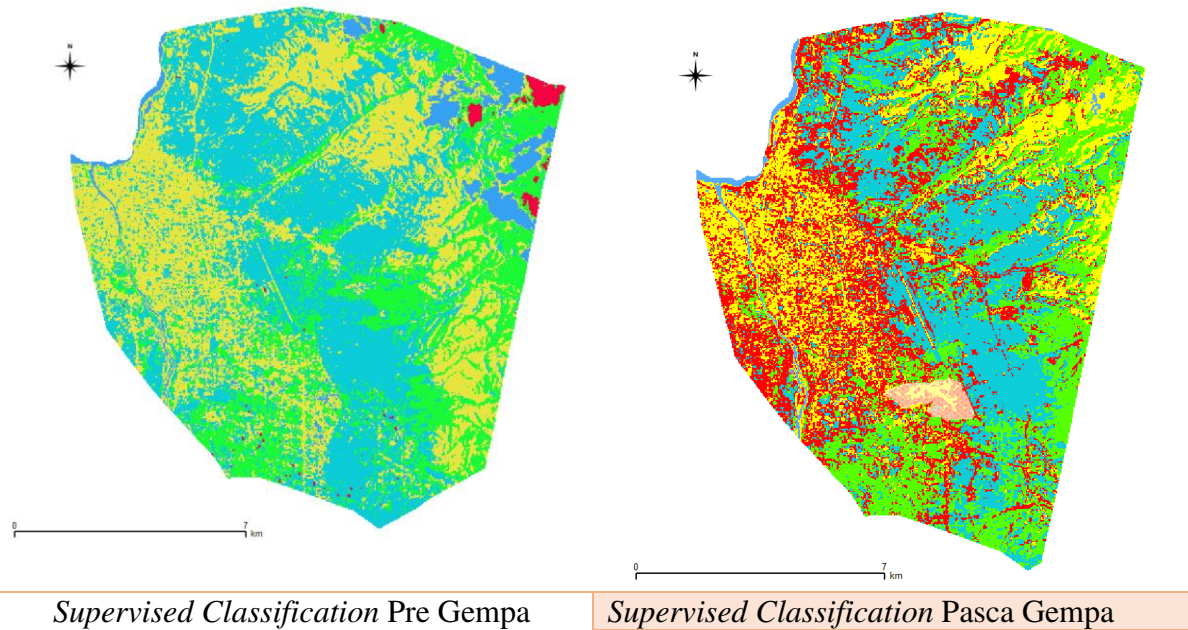 N
N
0 7
km
0 7
km
Supervised Classification Pre Gempa
Supervised Classification Pasca Gempa